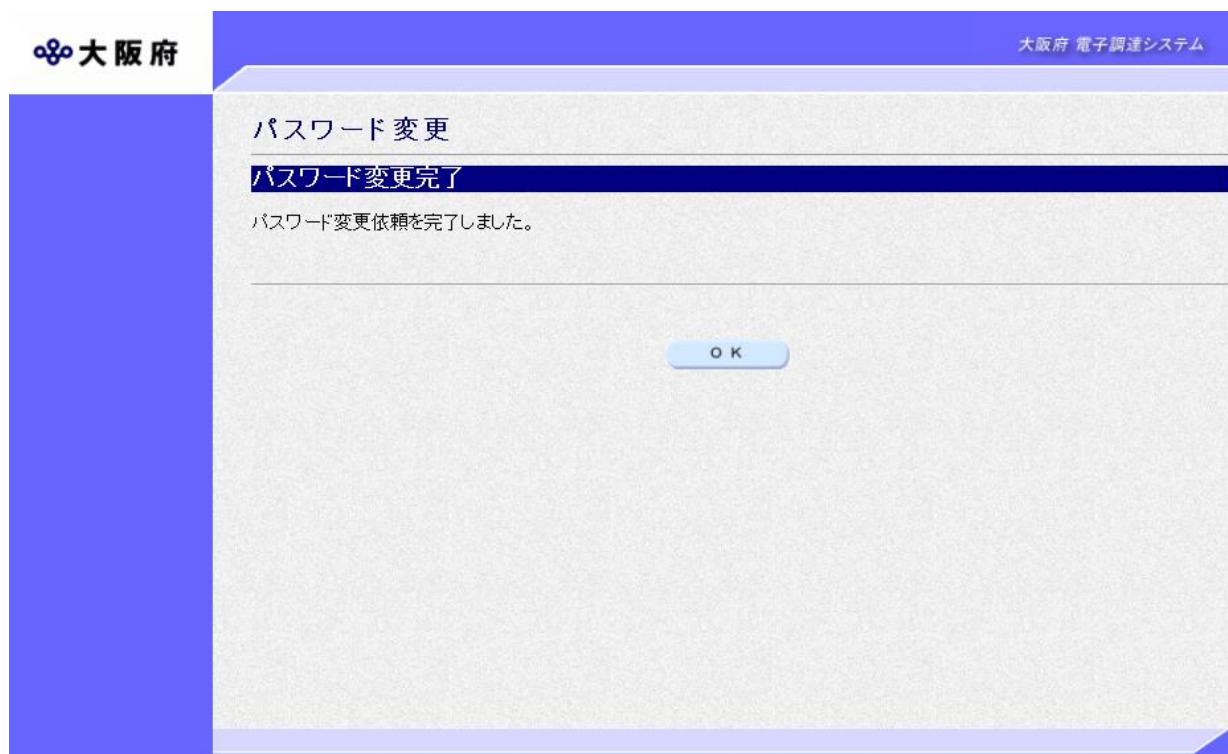 大阪府
大阪府 電子調達システム
パスワード変更
パスワード変更完了
パスワード変更依頼を完了しました。
OK